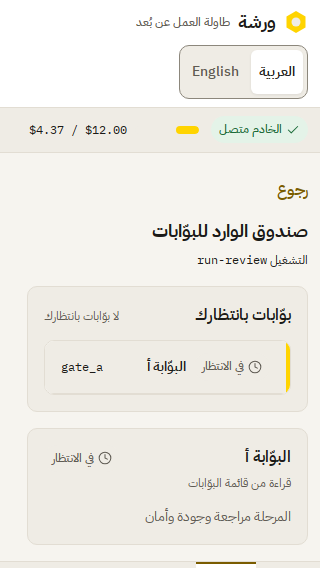 ورشة طاولة العمل عن بُعد
العربية English
الخادم متصل $4.37 / $12.00
رجوع
صندوق الوارد للبوّابات
التشغيل run-review
بوّابات بانتظارك لا بوّابات بانتظارك
في الانتظار البوّابة أ gate_a
البوّابة أ في الانتظار
قراءة من قائمة البوّابات
المرحلة مراجعة وجودة وأمان